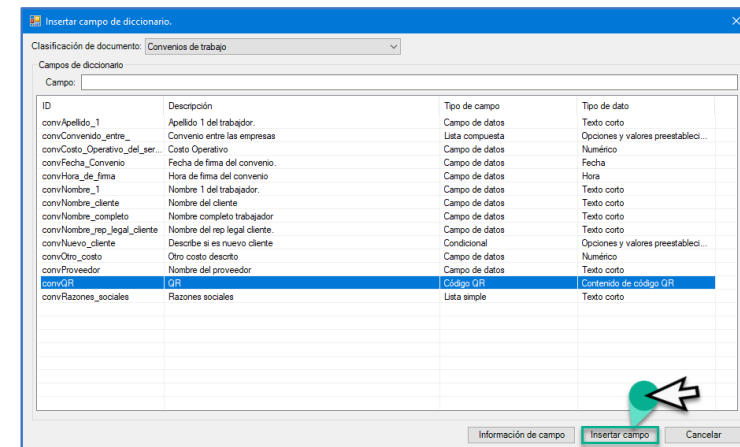 Insertar campo de diccionario.
Clasificación de documento: Convenios de trabajo
Campos de diccionario
Campo:
ID Descripción Tipo de campo Tipo de dato
convApellido_1 Apellido 1 del trabajdor. Campo de datos Texto corto
convConvenido_entre_ Convenio entre las empresas Lista compuesta Opciones y valores preestableci...
convCosto_Operativo_del_ser... Costo Operativo Campo de datos Numérico
convFecha_Convenio Fecha de firma del convenio. Campo de datos Fecha
convHora_de_firma Hora de firma del convenio Campo de datos Hora
convNombre_1 Nombre 1 del trabajador. Campo de datos Texto corto
convNombre_cliente Nombre del cliente Campo de datos Texto corto
convNombre_completo Nombre completo trabajador Campo de datos Texto corto
convNombre_rep_legal_cliente Nombre del rep legal cliente. Campo de datos Texto corto
convNuevo_cliente Describe si es nuevo cliente Condicional Opciones y valores preestableci...
convOtro_costo Otro costo descrito Campo de datos Numérico
convProveedor Nombre del proveedor Campo de datos Texto corto
convQR QR Código QR Contenido de código QR
convRazones_sociales Razones sociales Lista simple Texto corto
Información de campo Insertar campo Cancelar